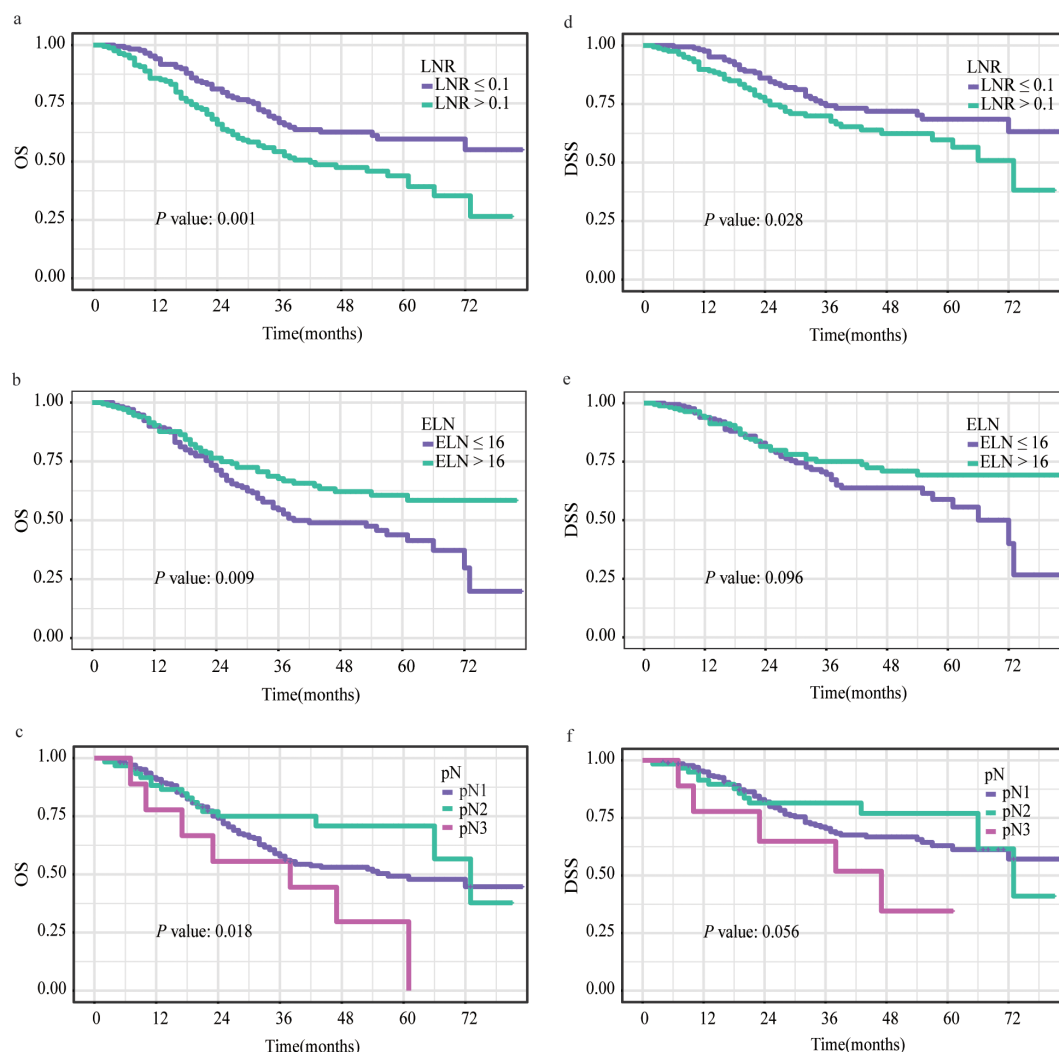 a
1.00
0.75
0.50
0.25
0.00
OS
LNR
LNR ≤ 0.1
LNR > 0.1
P value: 0.001
0 12 24 36 48 60 72
Time(months)
d
1.00
0.75
0.50
0.25
0.00
DSS
LNR
LNR ≤ 0.1
LNR > 0.1
P value: 0.028
0 12 24 36 48 60 72
Time(months)
b
1.00
0.75
0.50
0.25
0.00
OS
ELN
ELN ≤ 16
ELN > 16
P value: 0.009
0 12 24 36 48 60 72
Time(months)
e
1.00
0.75
0.50
0.25
0.00
DSS
ELN
ELN ≤ 16
ELN > 16
P value: 0.096
0 12 24 36 48 60 72
Time(months)
c
1.00
0.75
0.50
0.25
0.00
OS
pN
pN1
pN2
pN3
P value: 0.018
0 12 24 36 48 60 72
Time(months)
f
1.00
0.75
0.50
0.25
0.00
DSS
pN
pN1
pN2
pN3
P value: 0.056
0 12 24 36 48 60 72
Time(months)